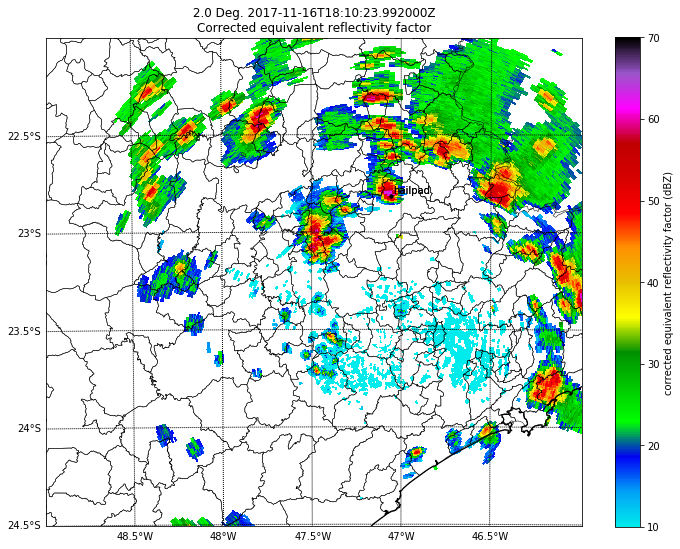 2.0 Deg. 2017-11-16T18:10:23.992000Z
Corrected equivalent reflectivity factor
70
60
50
40
30
20
10
corrected equivalent reflectivity factor (dBZ)
22.5°S
23°S
23.5°S
24°S
24.5°S
48.5°W
48°W
47.5°W
47°W
46.5°W